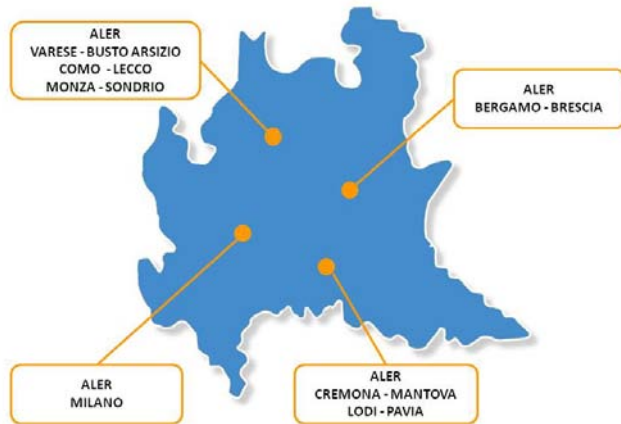 ALER
VARESE - BUSTO ARSIZIO
COMO - LECCO
MONZA - SONDRIO
ALER
BERGAMO - BRESCIA
ALER
MILANO
ALER
CREMONA - MANTOVA
LODI - PAVIA